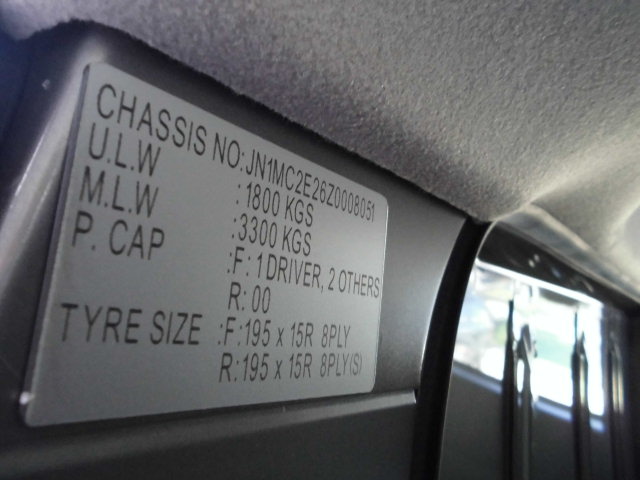 CHASSIS NO: JN1MC2E26Z0008051
U.L.W :1800 KGS
M.L.W :3300 KGS
P. CAP :F: 1 DRIVER, 2 OTHERS
R: 00
TYRE SIZE :F: 195 x 15R 8PLY
R: 195 x 15R 8PLY(S)